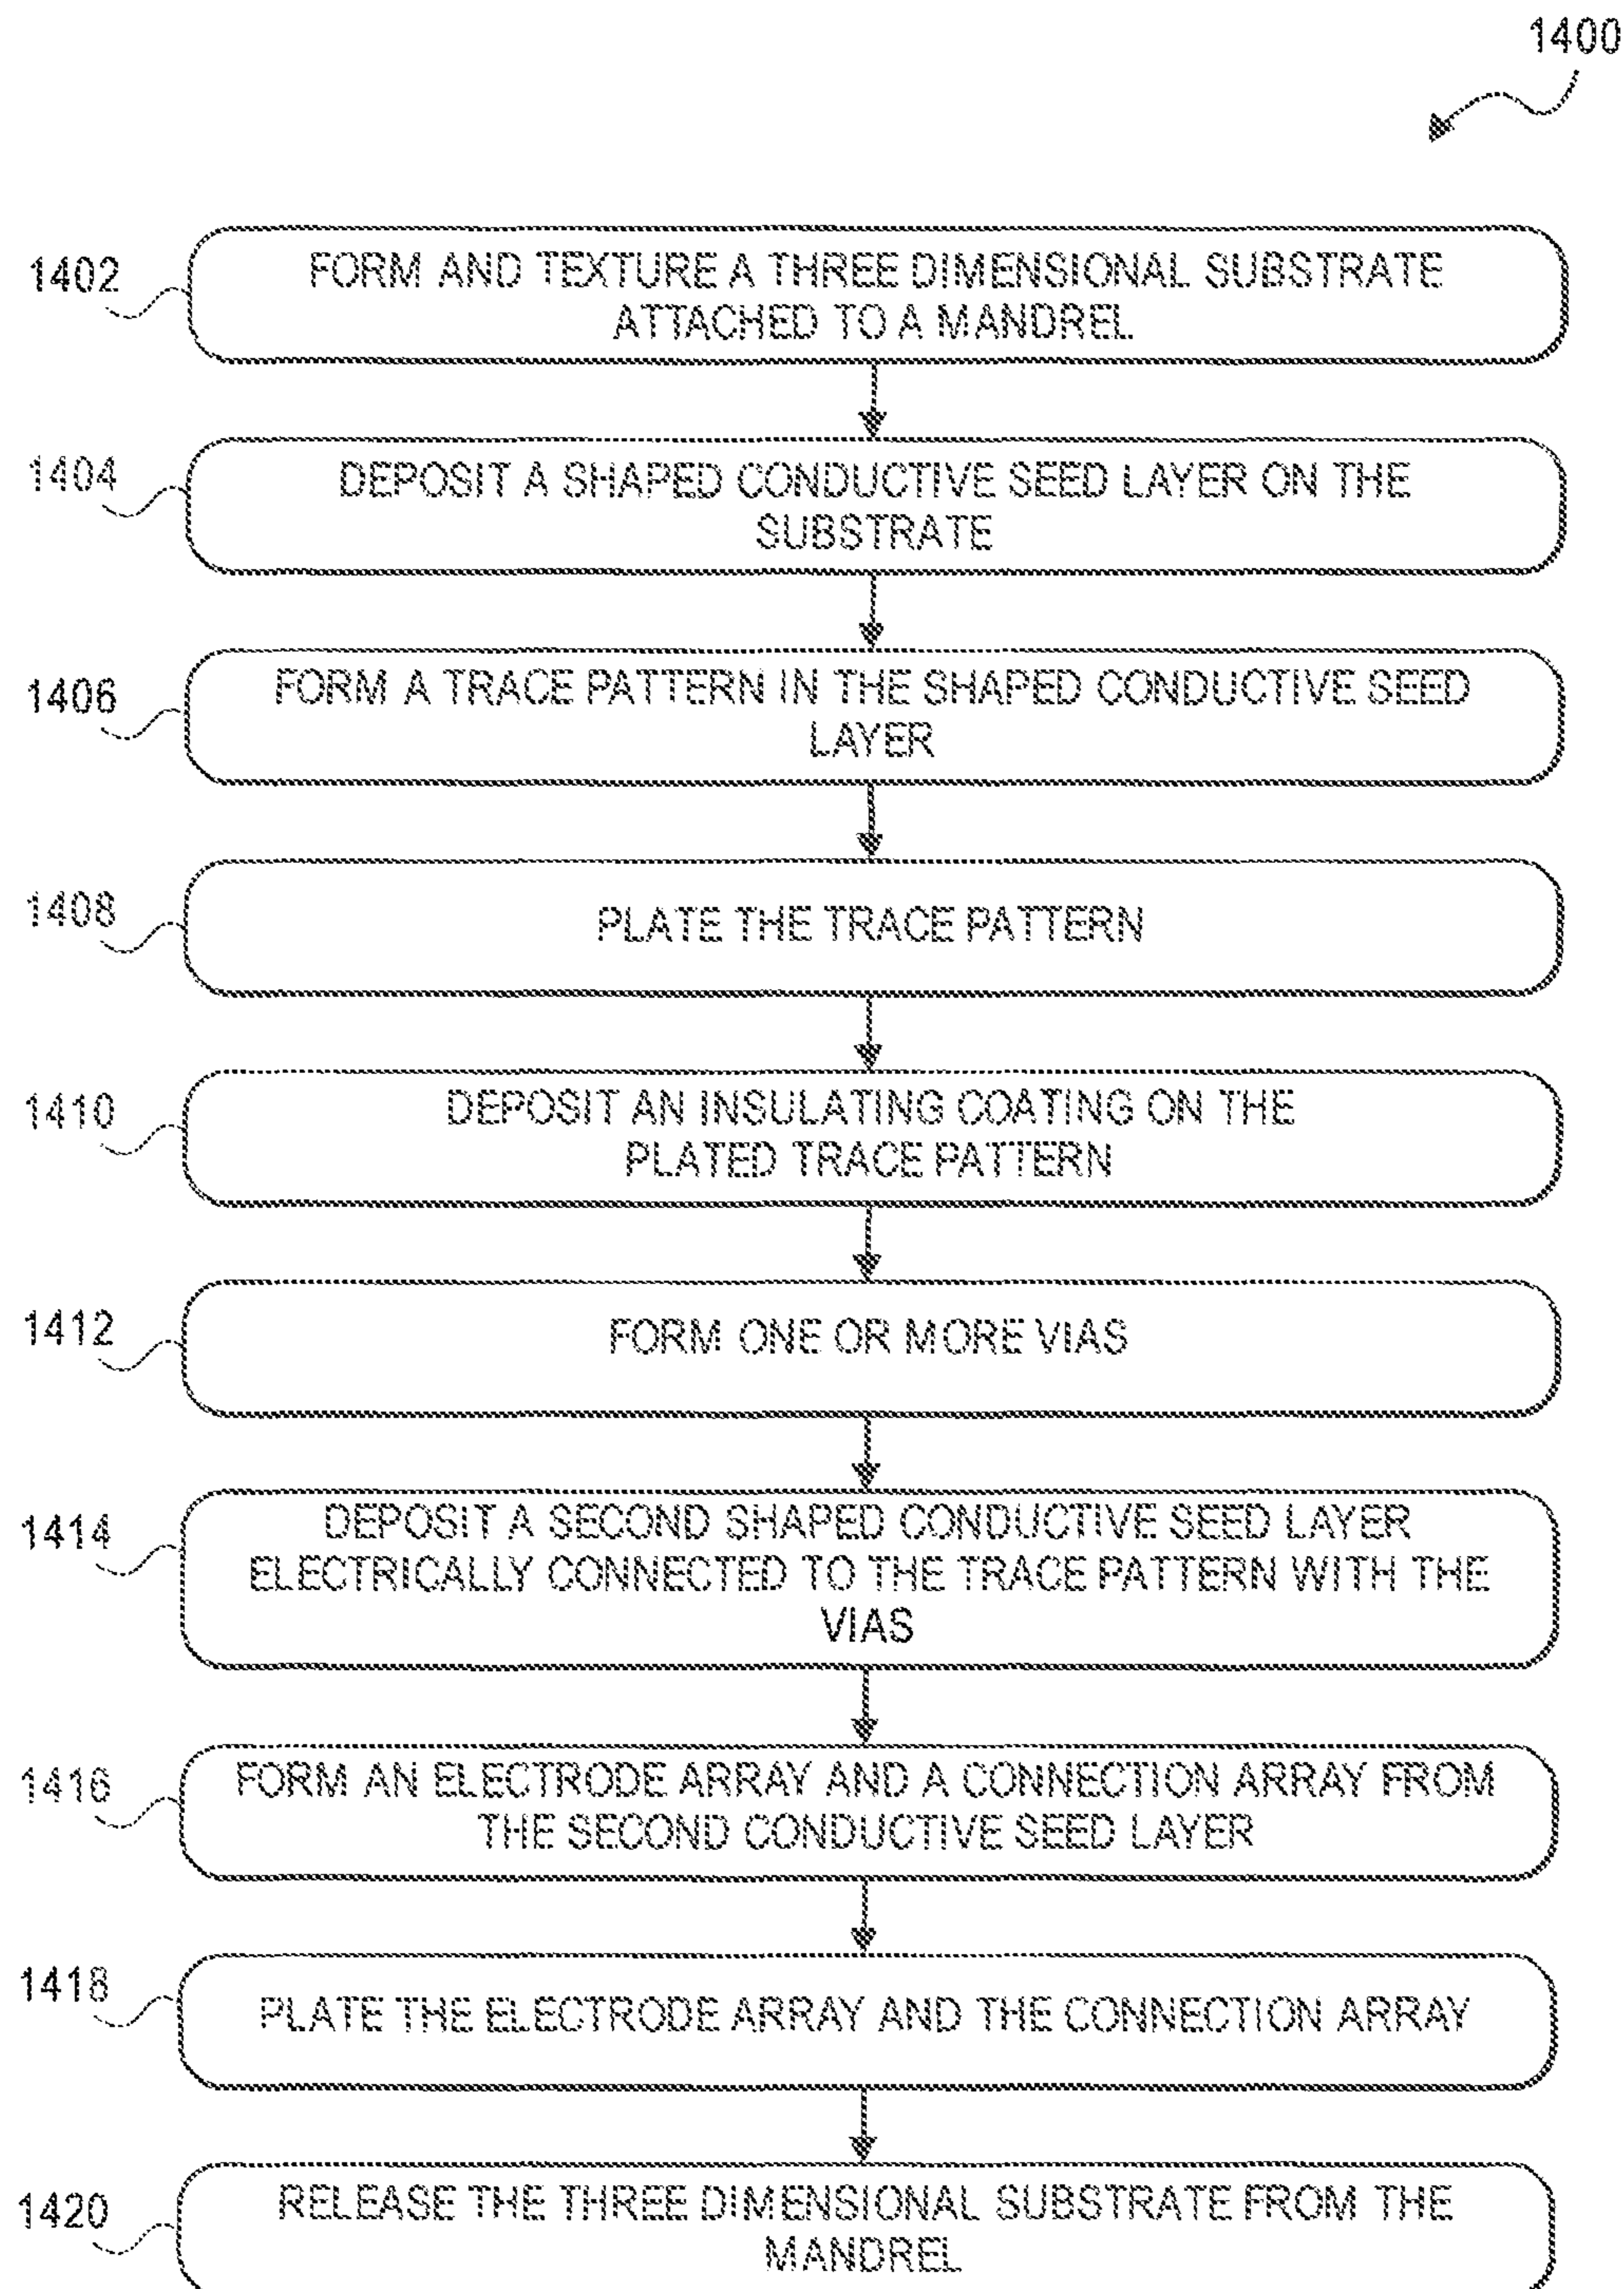 1400
1402
FORM AND TEXTURE A THREE DIMENSIONAL SUBSTRATE
ATTACHED TO A MANDREL
1404
DEPOSIT A SHAPED CONDUCTIVE SEED LAYER ON THE
SUBSTRATE
1406
FORM A TRACE PATTERN IN THE SHAPED CONDUCTIVE SEED
LAYER
1408
PLATE THE TRACE PATTERN
1410
DEPOSIT AN INSULATING COATING ON THE
PLATED TRACE PATTERN
1412
FORM ONE OR MORE VIAS
1414
DEPOSIT A SECOND SHAPED CONDUCTIVE SEED LAYER
ELECTRICALLY CONNECTED TO THE TRACE PATTERN WITH THE
VIAS
1416
FORM AN ELECTRODE ARRAY AND A CONNECTION ARRAY FROM
THE SECOND CONDUCTIVE SEED LAYER
1418
PLATE THE ELECTRODE ARRAY AND THE CONNECTION ARRAY
1420
RELEASE THE THREE DIMENSIONAL SUBSTRATE FROM THE
MANDREL